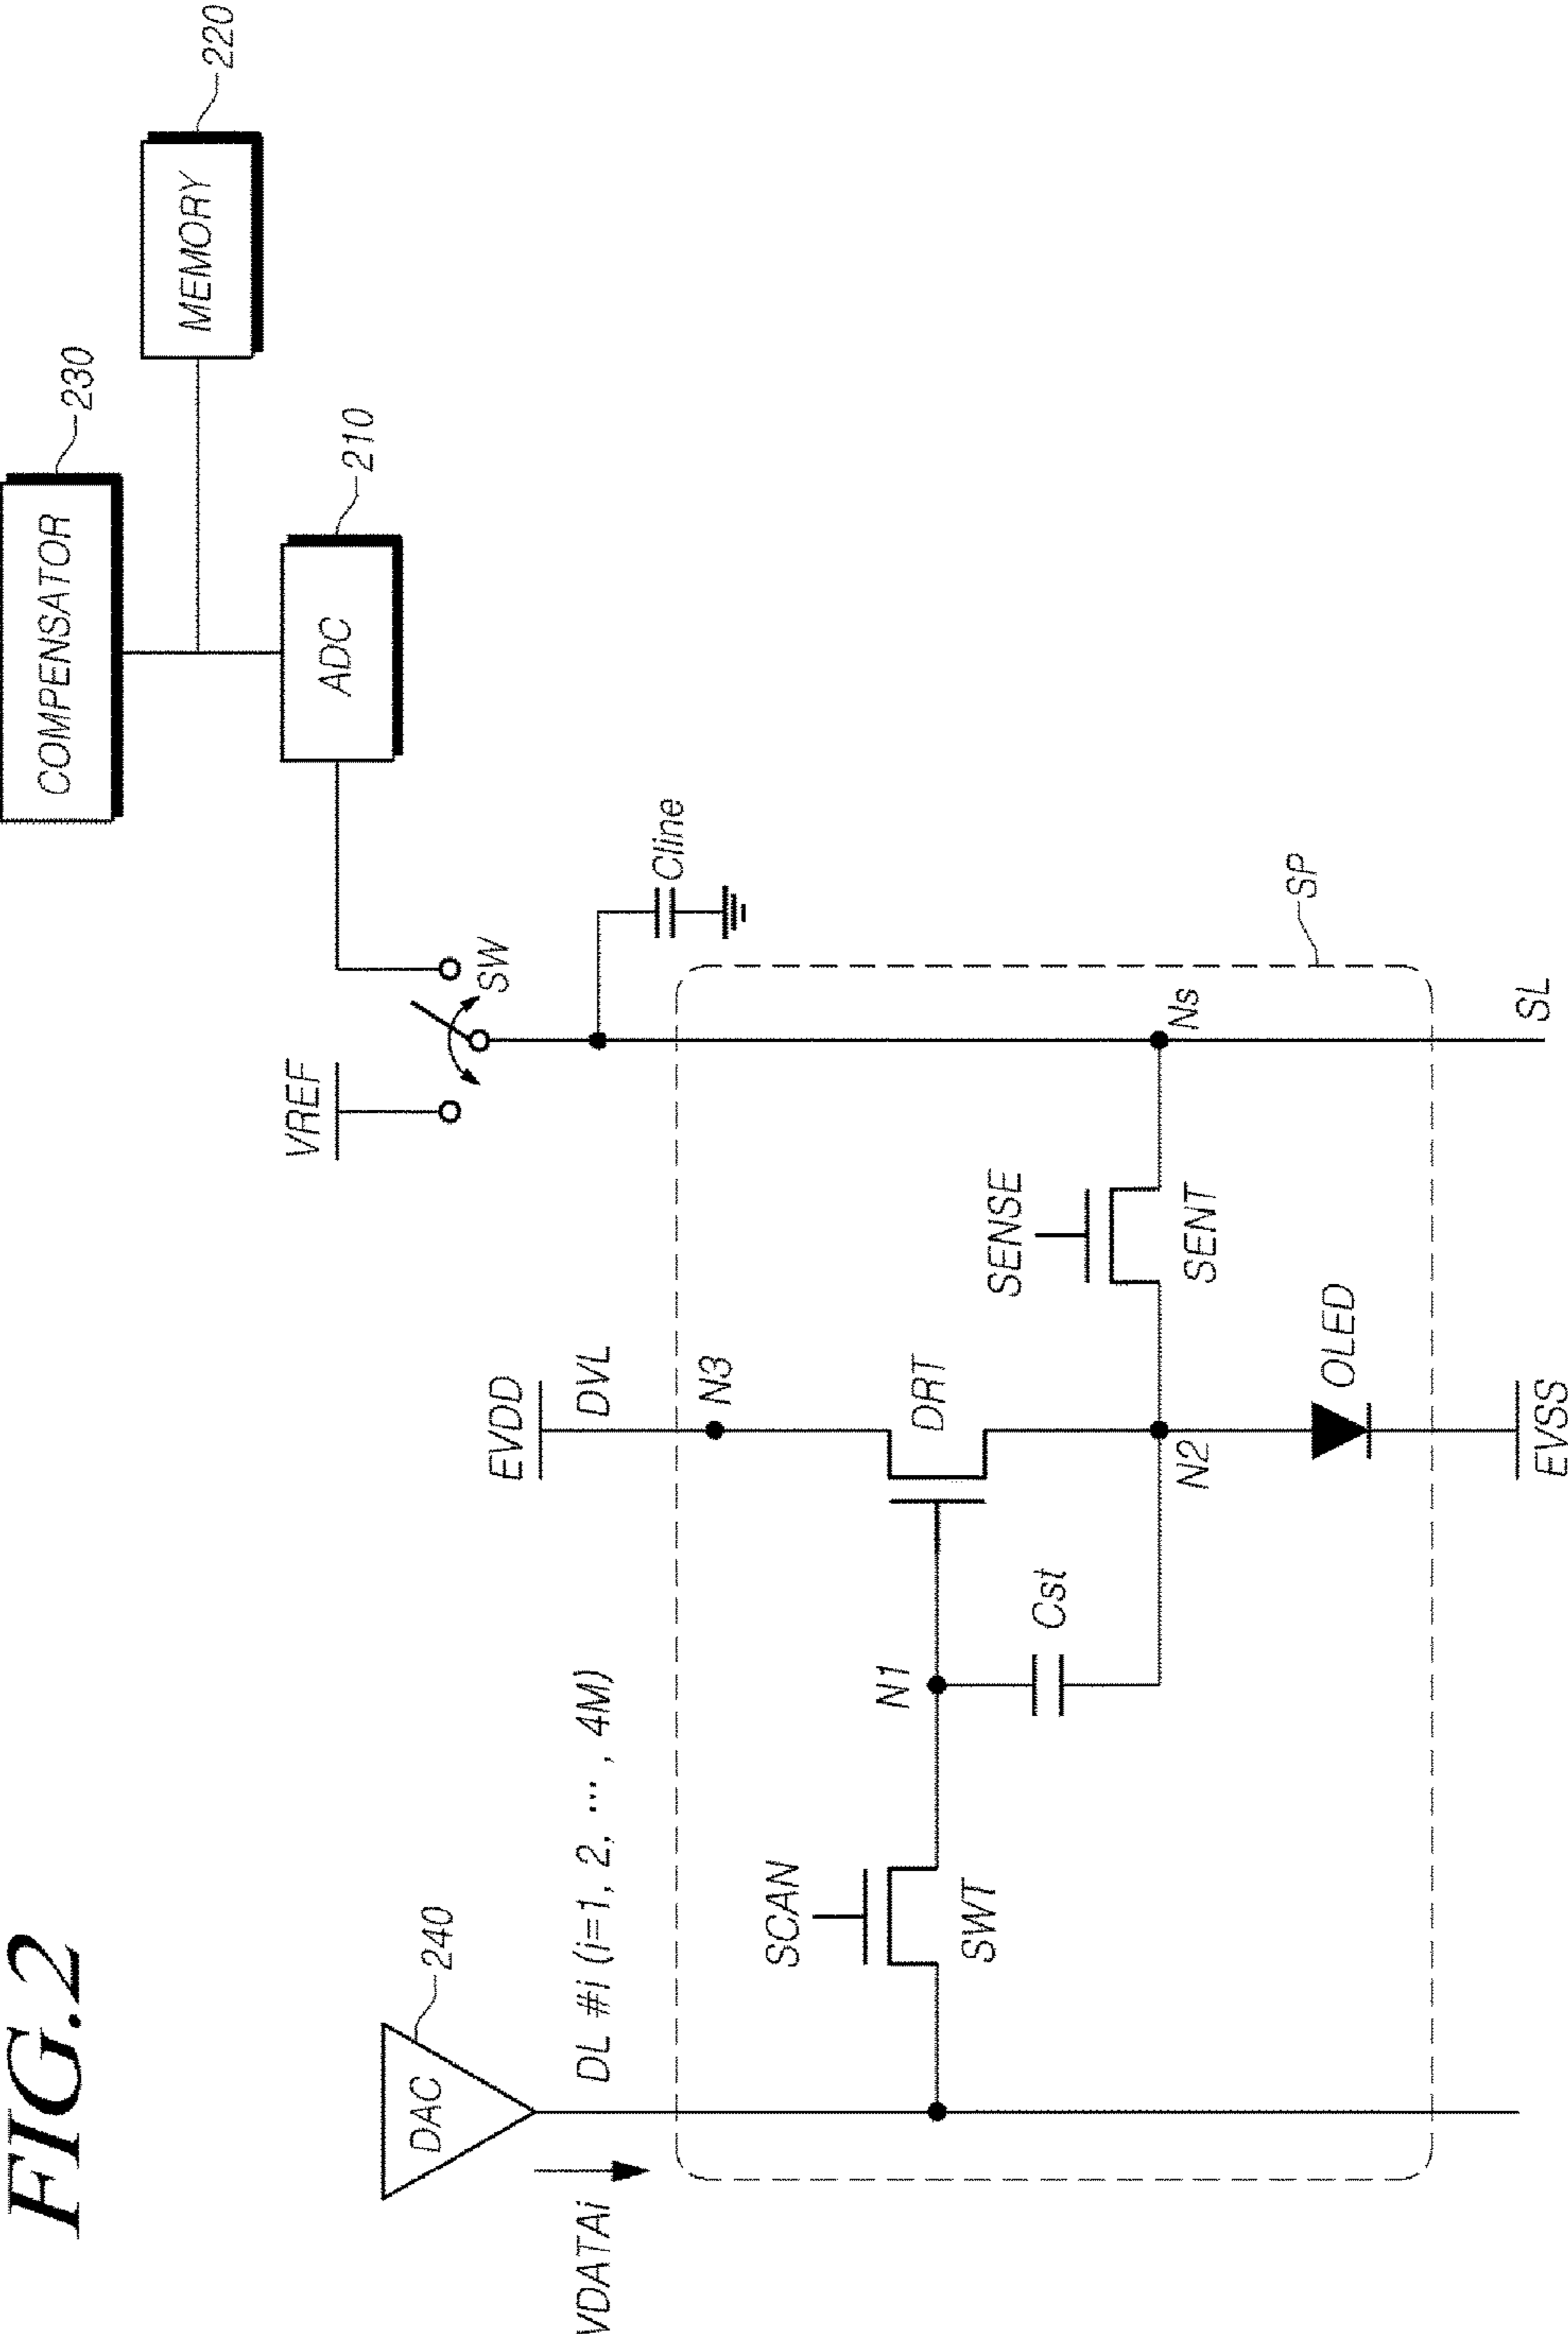 FIG.2
COMPENSATOR
230
MEMORY
220
ADC
210
VREF
SW
Cline
DAC
240
VDATAi
DL #i (i=1, 2, ··· , 4M)
EVDD
DVL
N3
SP
SCAN
SWT
N1
DRT
Cst
SENSE
SENT
Ns
N2
OLED
SL
EVSS